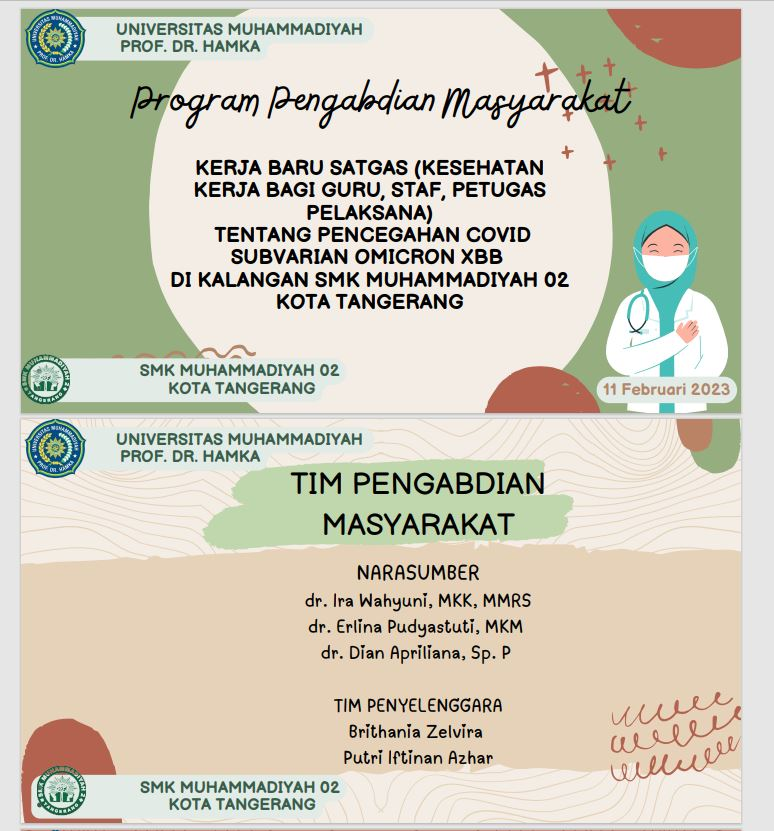 UNIVERSITAS MUHAMMADIYAH
PROF. DR. HAMKA
Program Pengabdian Masyarakat
KERJA BARU SATGAS (KESEHATAN
KERJA BAGI GURU, STAF, PETUGAS
PELAKSANA)
TENTANG PENCEGAHAN COVID
SUBVARIAN OMICRON XBB
DI KALANGAN SMK MUHAMMADIYAH 02
KOTA TANGERANG
SMK MUHAMMADIYAH 02
KOTA TANGERANG
11 Februari 2023
UNIVERSITAS MUHAMMADIYAH
PROF. DR. HAMKA
TIM PENGABDIAN
MASYARAKAT
NARASUMBER
dr. Ira Wahyuni, MKK, MMRS
dr. Erlina Pudyastuti, MKM
dr. Dian Apriliana, Sp. P
TIM PENYELENGGARA
Brithania Zelvira
Putri Iftinan Azhar
SMK MUHAMMADIYAH 02
KOTA TANGERANG